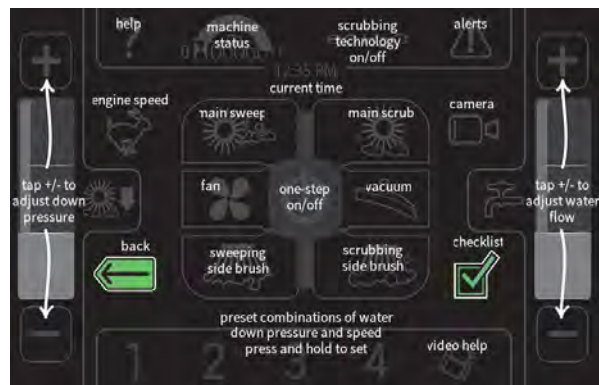 help
machine
status
scrubbing
technology
on/off
alerts
12:35 PM
current time
engine speed
main sweep
main scrub
camera
tap +/- to
adjust down
pressure
fan
one-step
on/off
vacuum
tap +/- to
adjust water
flow
back
sweeping
side brush
scrubbing
side brush
checklist
preset combinations of water
down pressure and speed
press and hold to set
1 2 3 4
video help